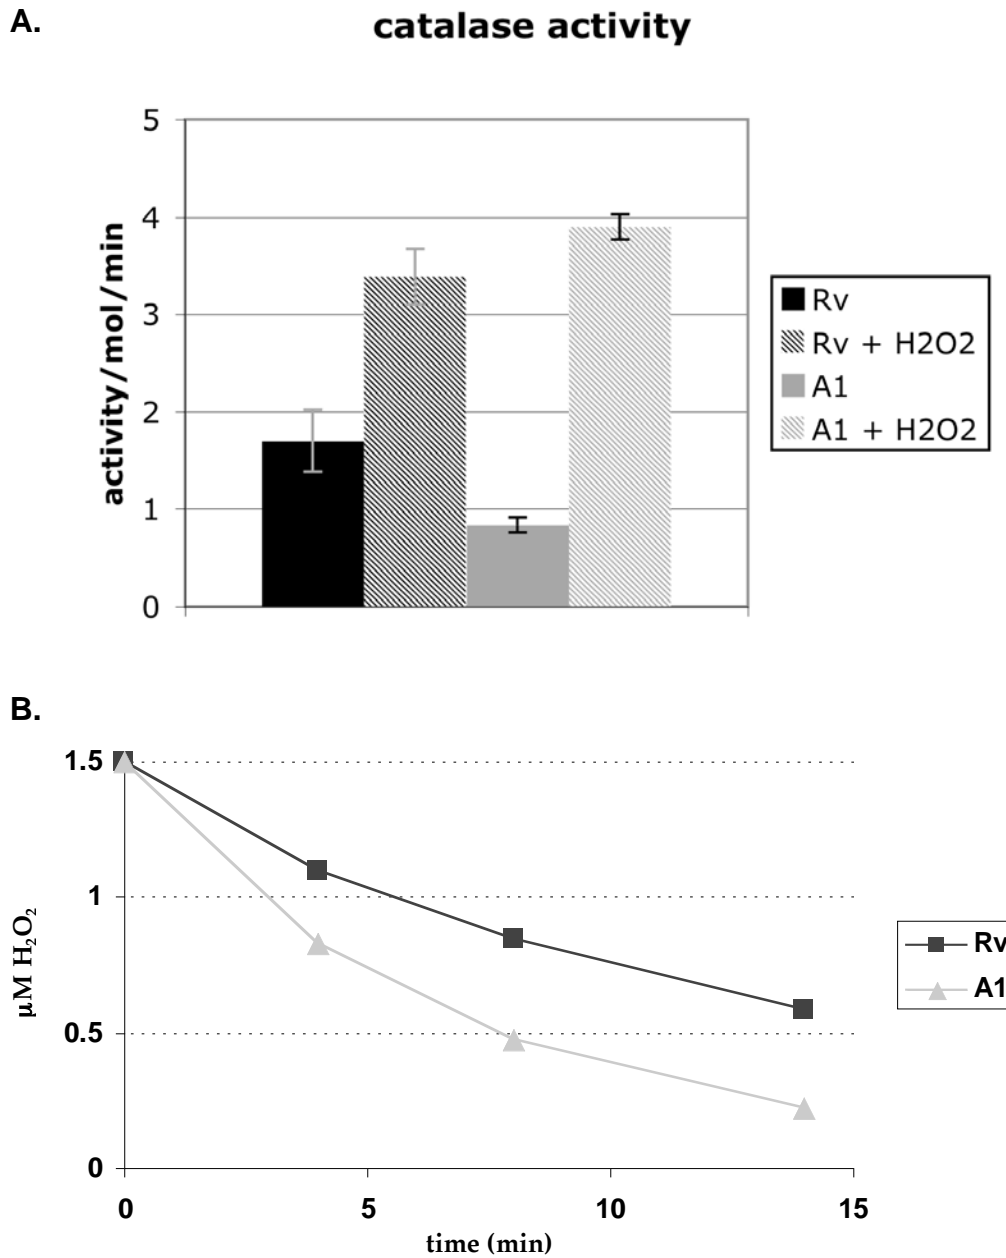 A.
catalase activity
5
4
3
2
1
0
activity/mol/min
Rv
Rv + H2O2
A1
A1 + H2O2
B.
1.5
1
0.5
0
µM H₂O₂
0 5 10 15
time (min)
Rv
A1